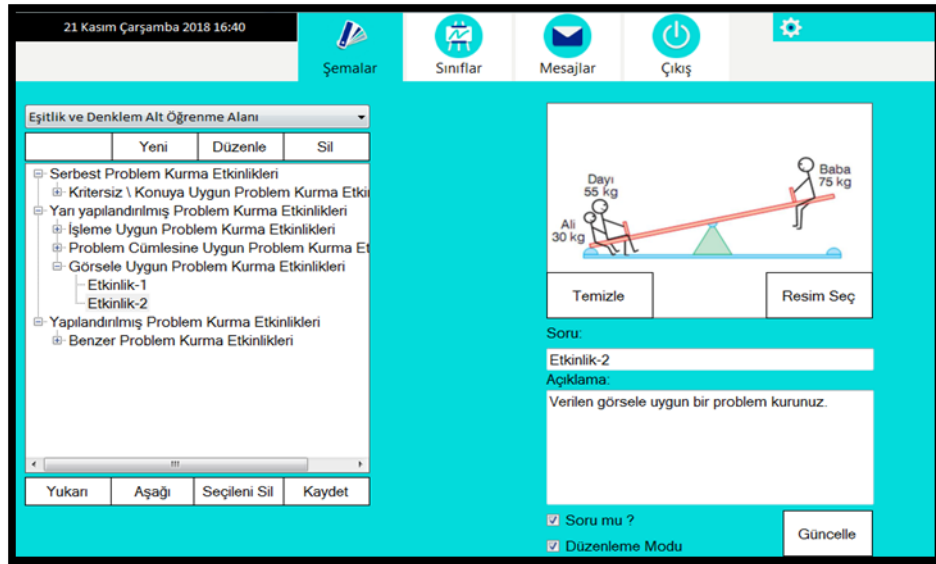 21 Kasım Çarşamba 2018 16:40
Şemalar
Sınıflar
Mesajlar
Çıkış
Eşitlik ve Denklem Alt Öğrenme Alanı
Yeni
Düzenle
Sil
Serbest Problem Kurma Etkinlikleri
Kritersiz \ Konuya Uygun Problem Kurma Etki
Yarı yapılandırılmış Problem Kurma Etkinlikleri
İşleme Uygun Problem Kurma Etkinlikleri
Problem Cümlesine Uygun Problem Kurma Et
Görsele Uygun Problem Kurma Etkinlikleri
Etkinlik-1
Etkinlik-2
Yapılandırılmış Problem Kurma Etkinlikleri
Benzer Problem Kurma Etkinlikleri
Yukarı
Aşağı
Seçileni Sil
Kaydet
Dayı
55 kg
Ali
30 kg
Baba
75 kg
Temizle
Resim Seç
Soru:
Etkinlik-2
Açıklama:
Verilen görsele uygun bir problem kurunuz.
Soru mu ?
Düzenleme Modu
Güncelle